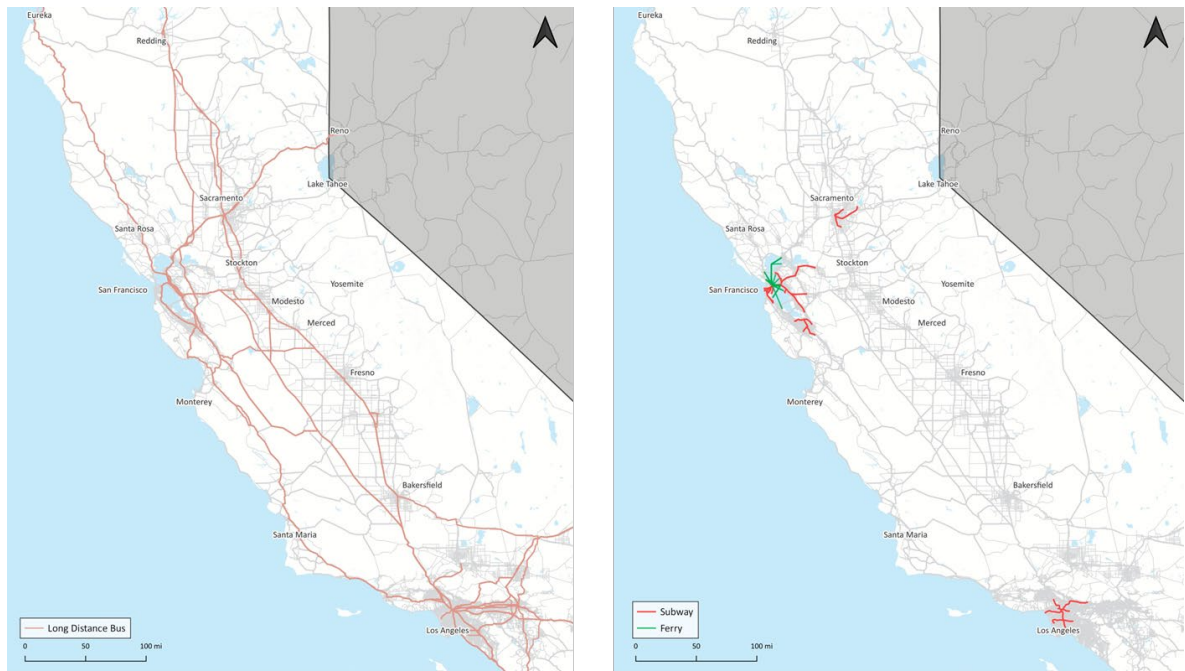 Eureka
Redding
Reno
Lake Tahoe
Sacramento
Santa Rosa
Stockton
San Francisco
Yosemite
Modesto
Merced
Fresno
Monterey
Bakersfield
Santa Maria
Long Distance Bus
Los Angeles
0 50 100 mi
Eureka
Redding
Reno
Lake Tahoe
Sacramento
Santa Rosa
Stockton
San Francisco
Yosemite
Modesto
Merced
Fresno
Monterey
Bakersfield
Santa Maria
Subway
Ferry
Los Angeles
0 50 100 mi